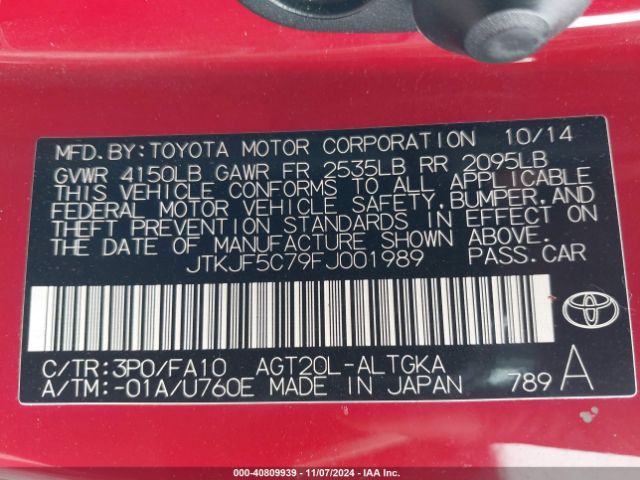 MFD.BY:TOYOTA MOTOR CORPORATION 10/14
GVWR 4150LB GAWR FR 2535LB RR 2095LB
THIS VEHICLE CONFORMS TO ALL APPLICABLE
FEDERAL MOTOR VEHICLE SAFETY,BUMPER,AND
THEFT PREVENTION STANDARDS IN EFFECT ON
THE DATE OF MANUFACTURE SHOWN ABOVE.
JTKJF5C79FJ001989 PASS.CAR
C/TR:3P0/FA10 AGT20L-ALTGKA
A/TM:-01A/U760E MADE IN JAPAN 789 A
TOYOTA
000-40809939 | 11/07/2024 - IAA Inc.